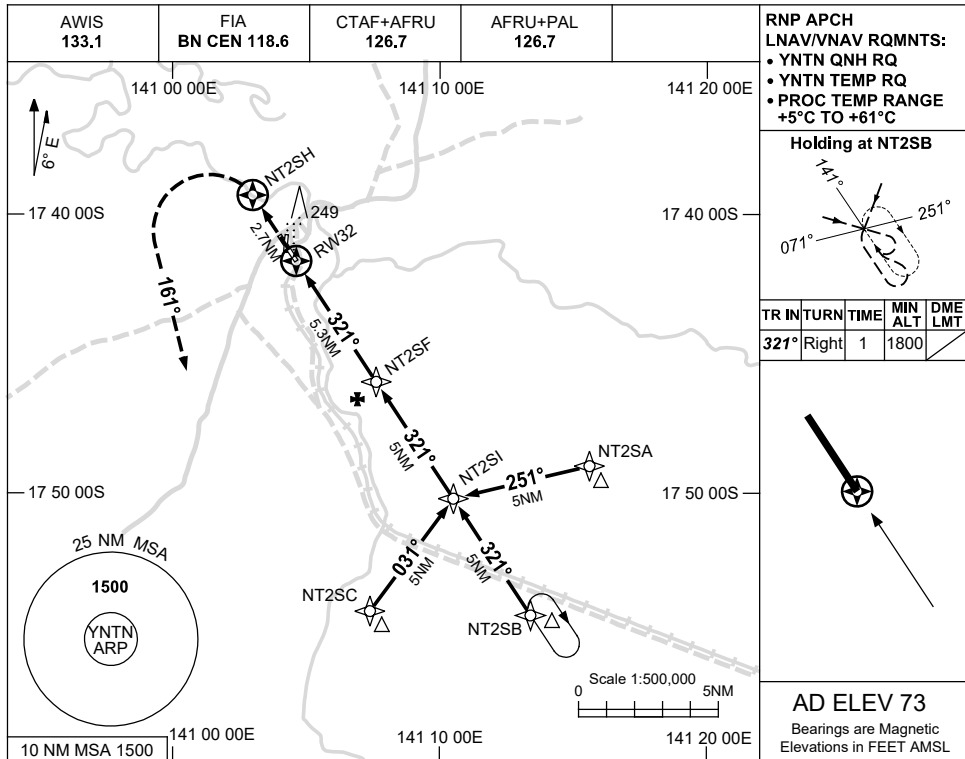 AWIS
133.1
FIA
BN CEN 118.6
CTAF+AFRU
126.7
AFRU+PAL
126.7
RNP APCH
LNAV/VNAV RQMNTS:
• YNTN QNH RQ
• YNTN TEMP RQ
• PROC TEMP RANGE
+5°C TO +61°C
141 00 00E
141 10 00E
141 20 00E
6° E
NT2SH
17 40 00S
249
2.7NM
RW32
17 40 00S
161°
321°
5.3NM
NT2SF
321°
5NM
NT2SI
NT2SA
251°
5NM
17 50 00S
17 50 00S
031°
5NM
321°
5NM
NT2SC
NT2SB
25 NM MSA
1500
YNTN
ARP
Scale 1:500,000
0
5NM
10 NM MSA 1500
141 00 00E
141 10 00E
141 20 00E
Holding at NT2SB
141°
251°
071°
TR IN TURN TIME MIN ALT DME LMT
321° Right 1 1800
AD ELEV 73
Bearings are Magnetic
Elevations in FEET AMSL